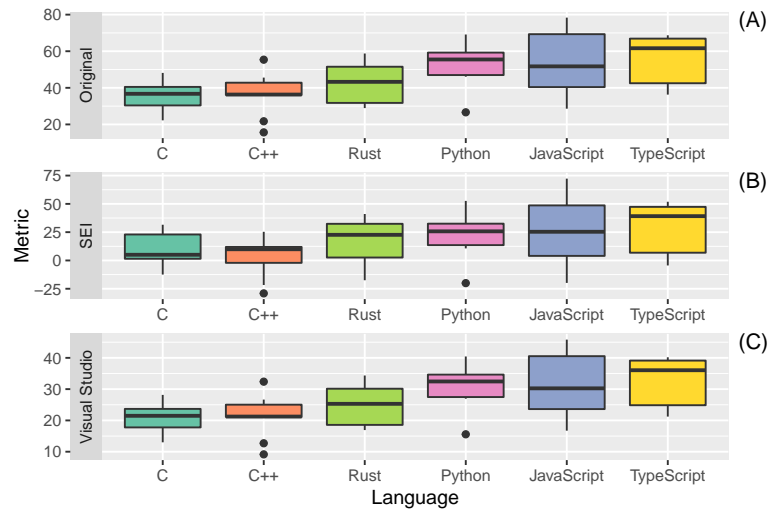 (A)
Original
80
60
40
20
C C++ Rust Python JavaScript TypeScript
(B)
Metric
SEI
75
50
25
0
−25
C C++ Rust Python JavaScript TypeScript
(C)
Visual Studio
40
30
20
10
C C++ Rust Python JavaScript TypeScript
Language